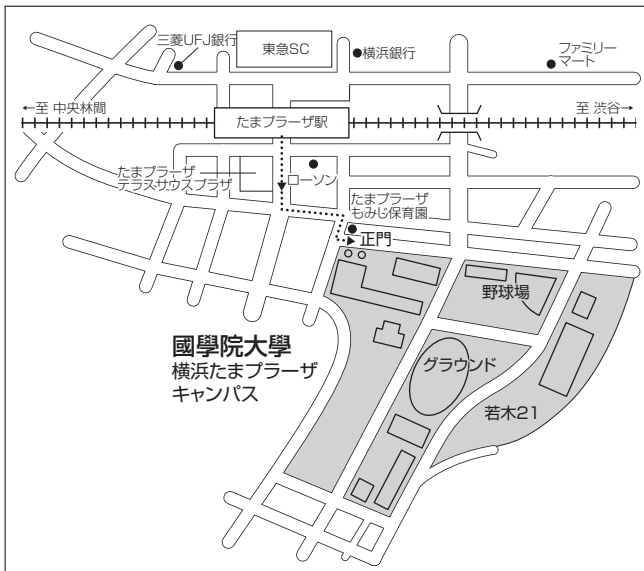 三菱UFJ銀行
東急SC
横浜銀行
ファミリー
マート
←至 中央林間
たまプラーザ駅
至 渋谷→
たまプラーザ
テラスサウスプラザ
ローソン
たまプラーザ
もみじ保育園
正門
野球場
國學院大學
横浜たまプラーザ
キャンパス
グラウンド
若木21